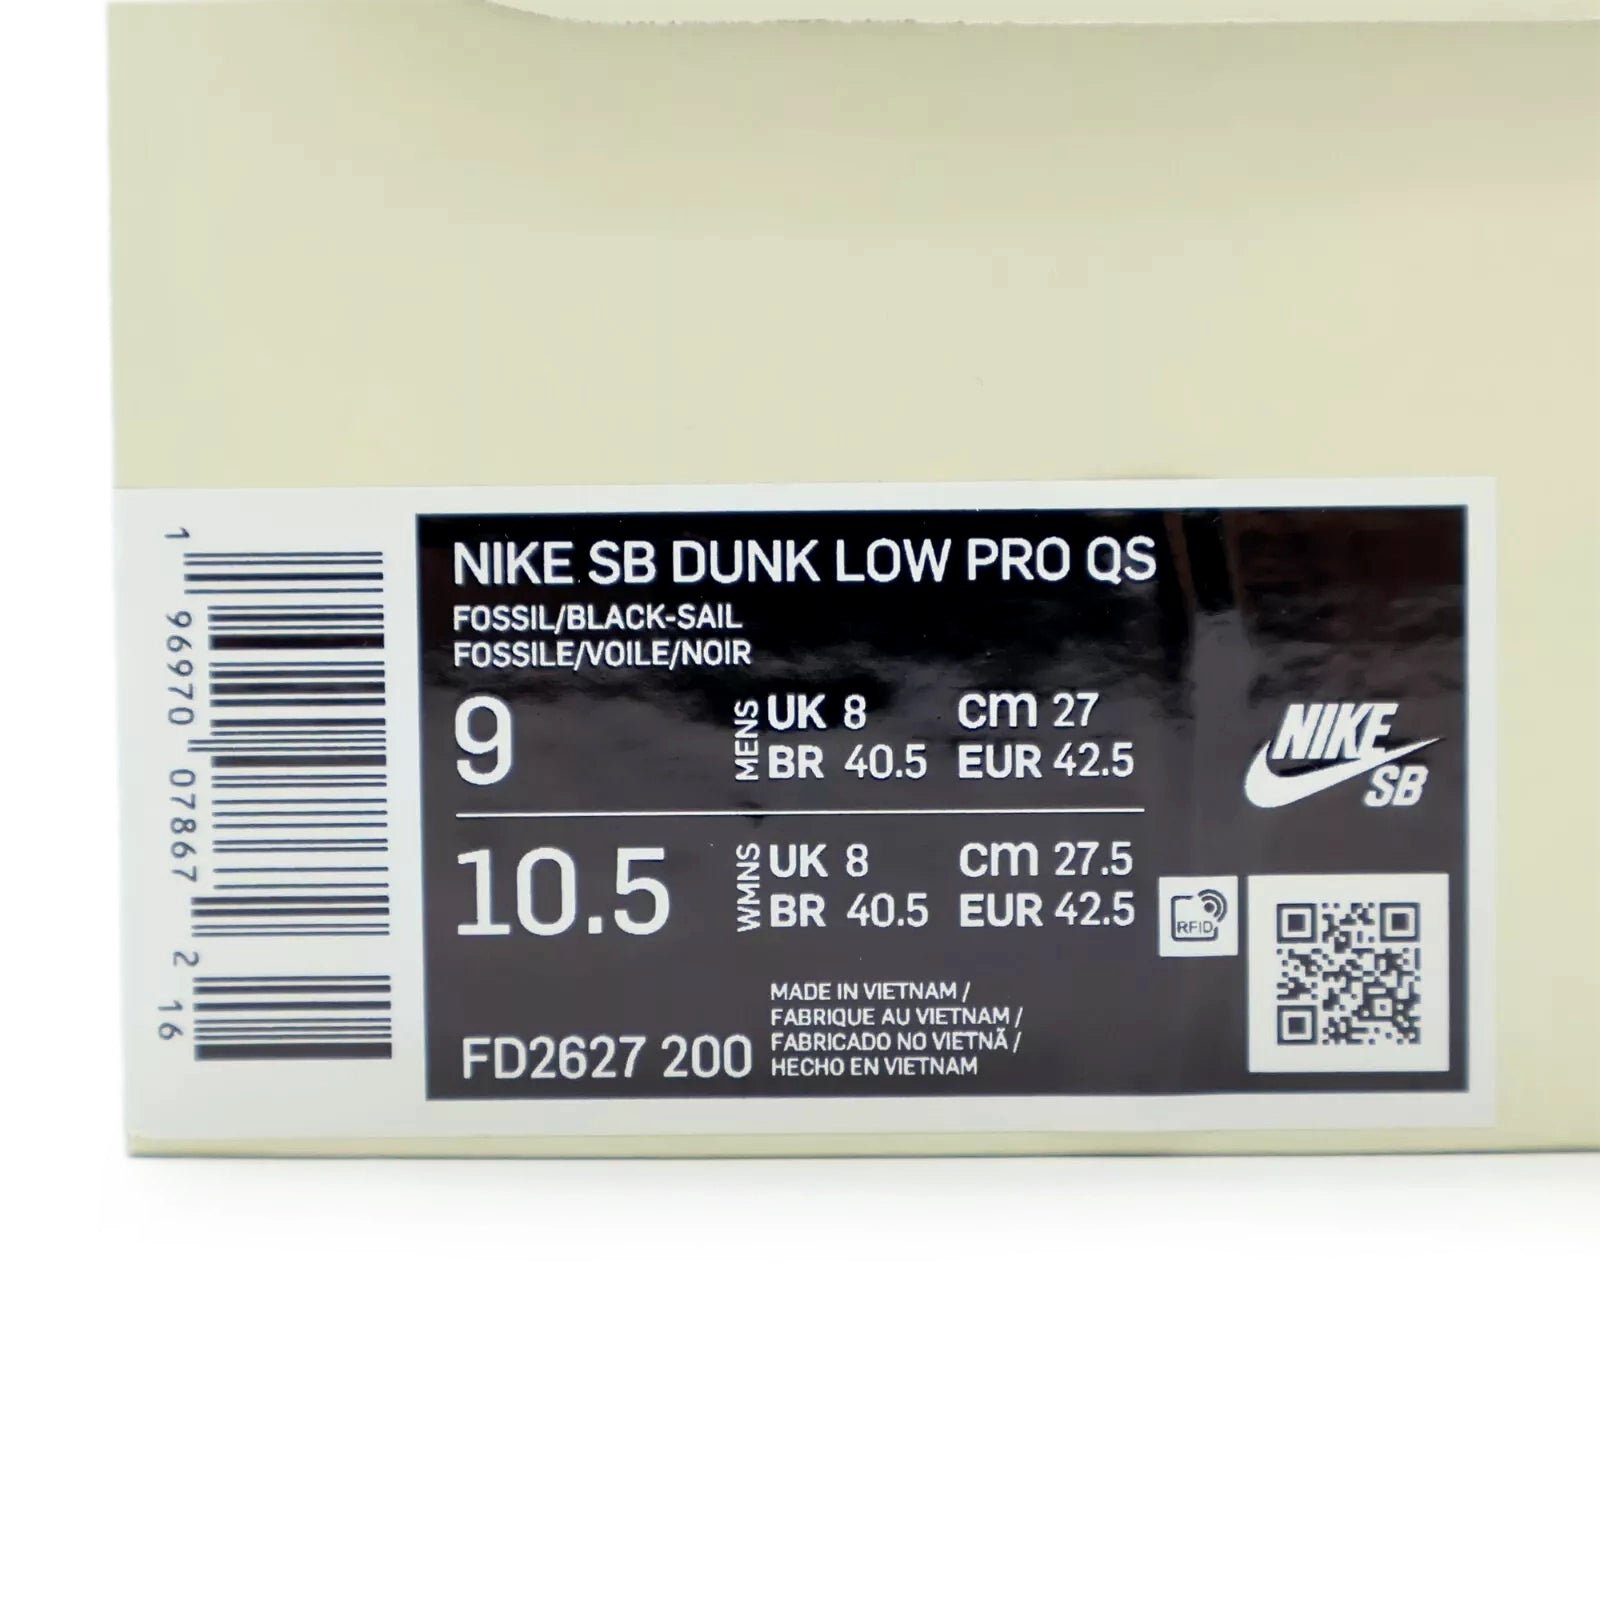 1 96970 07867 2 16
NIKE SB DUNK LOW PRO QS
FOSSIL/BLACK-SAIL
FOSSILE/VOILE/NOIR
9
MENS
UK 8 cm 27
BR 40.5 EUR 42.5
10.5
WMNS
UK 8 cm 27.5
BR 40.5 EUR 42.5
NIKE
SB
RFID
FD2627 200
MADE IN VIETNAM /
FABRIQUE AU VIETNAM /
FABRICADO NO VIETNÃ /
HECHO EN VIETNAM